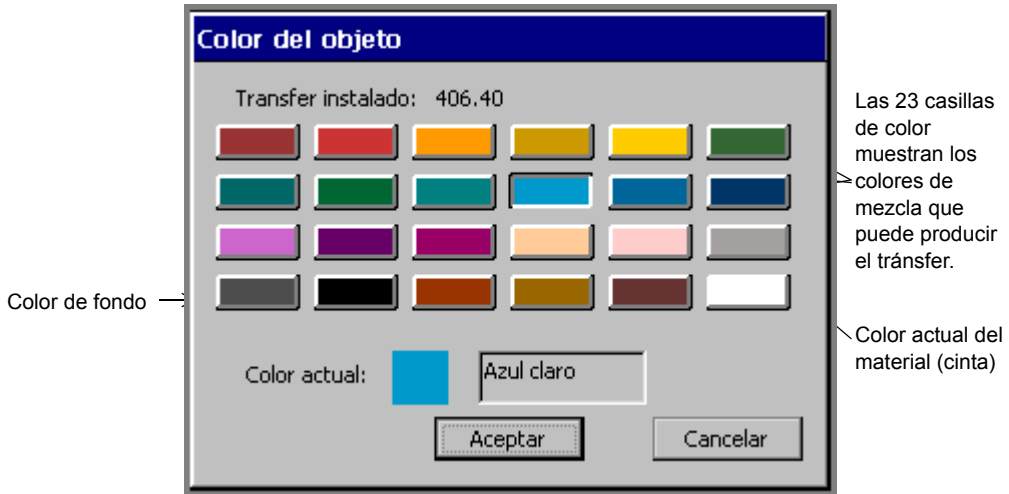 Color del objeto
Transfer instalado: 406.40
Las 23 casillas
de color
muestran los
colores de
mezcla que
puede producir
el tránsfer.
Color de fondo
Color actual del
material (cinta)
Color actual:
Azul claro
Aceptar
Cancelar